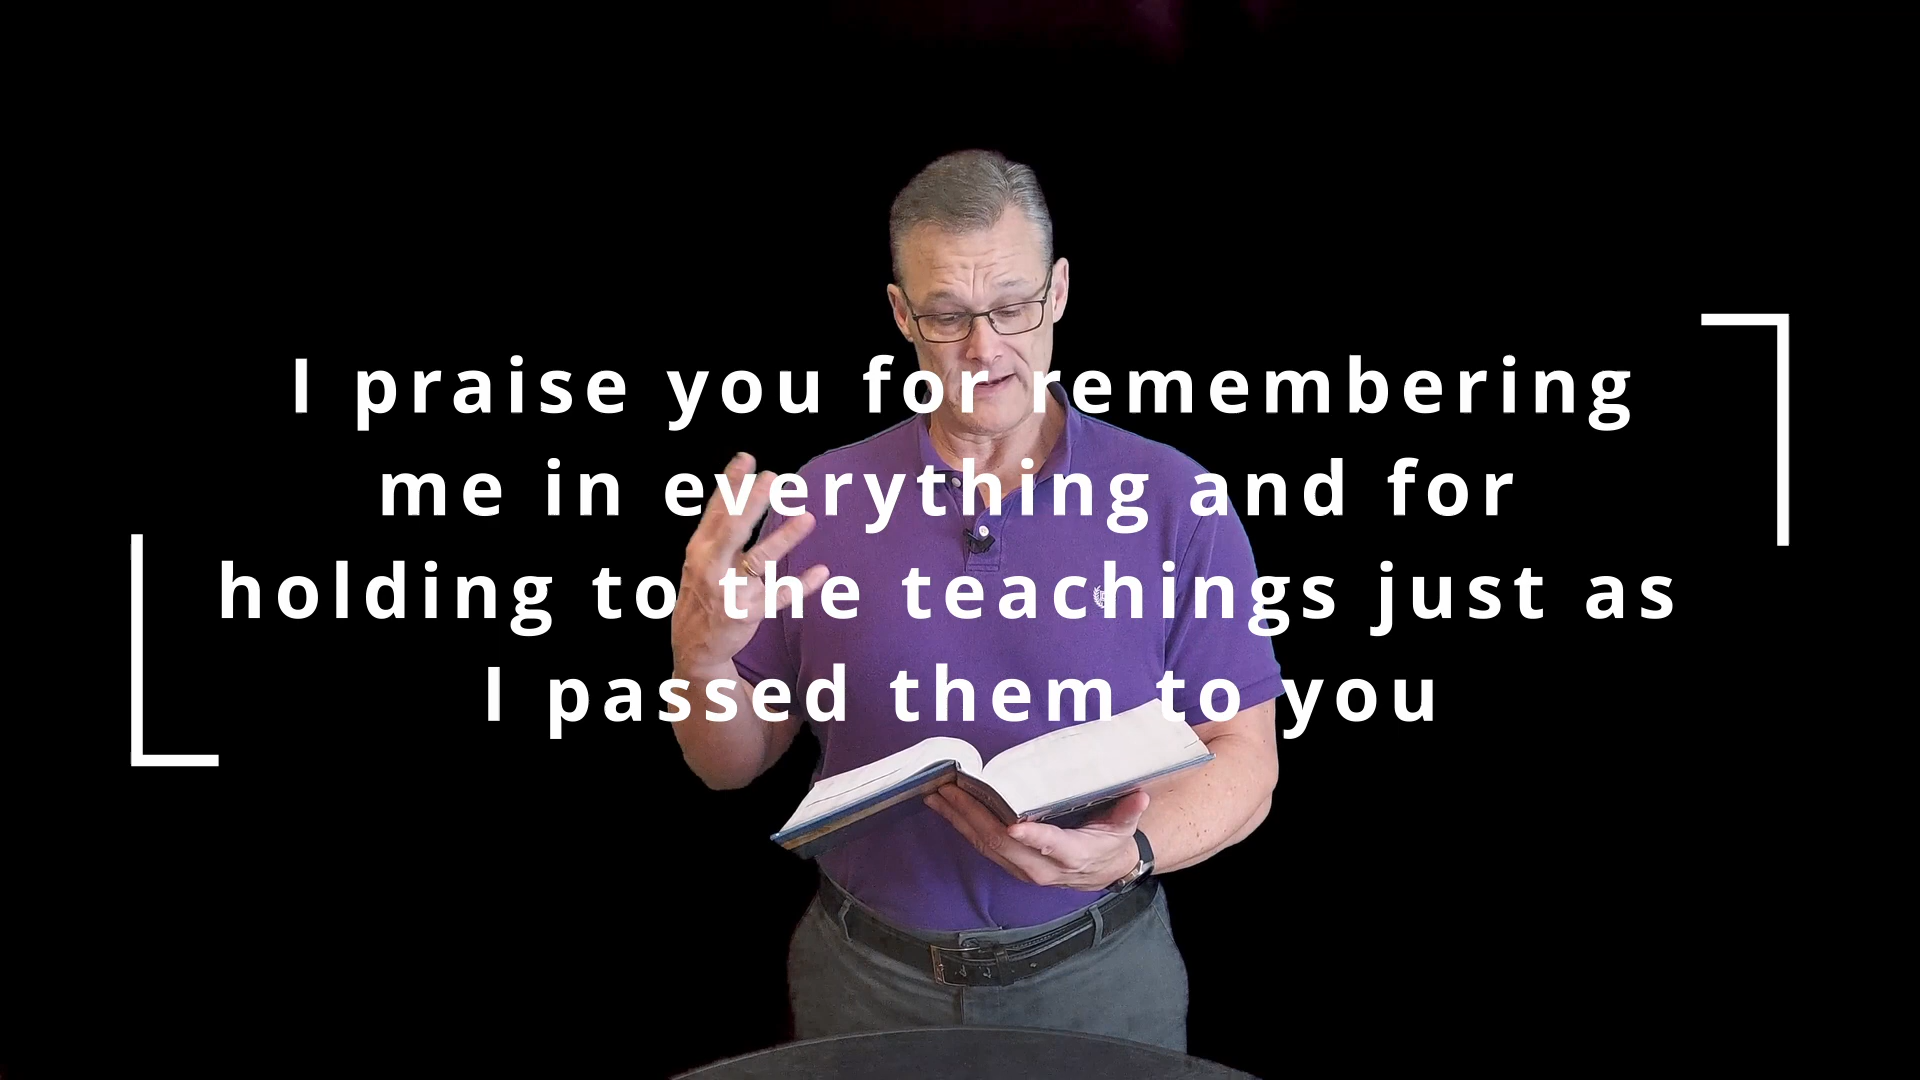 I praise you for remembering
me in everything and for
holding to the teachings just as
I passed them to you